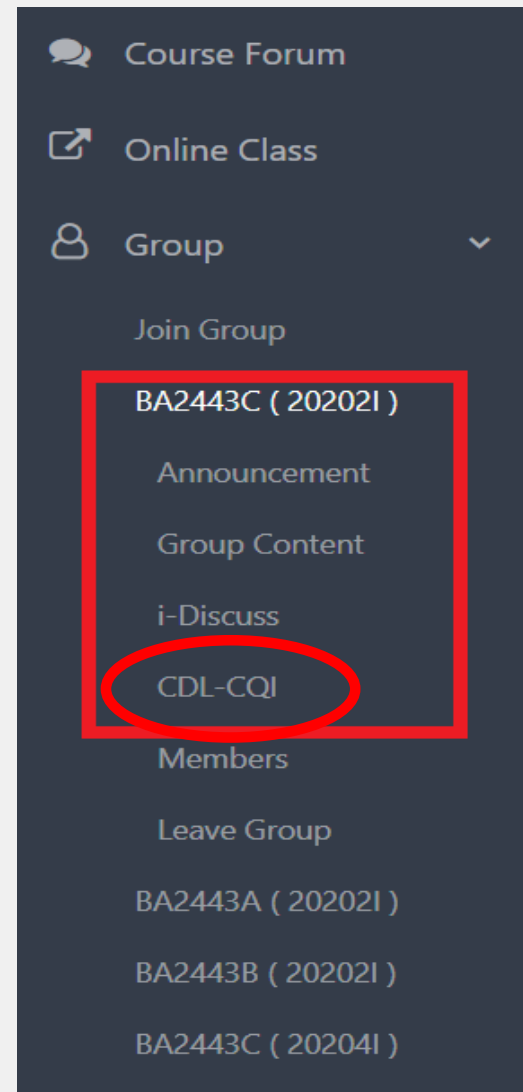 Course Forum
Online Class
Group
Join Group
BA2443C ( 20202I )
Announcement
Group Content
i-Discuss
CDL-CQI
Members
Leave Group
BA2443A ( 20202I )
BA2443B ( 20202I )
BA2443C ( 20204I )